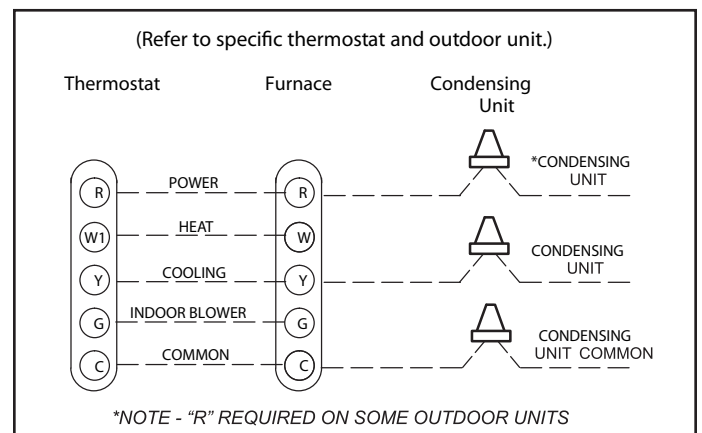 (Refer to specific thermostat and outdoor unit.)
Thermostat Furnace Condensing
Unit
*CONDENSING
UNIT
R POWER R
W1 HEAT W
CONDENSING
UNIT
Y COOLING Y
G INDOOR BLOWER G
CONDENSING
UNIT COMMON
C COMMON C
*NOTE - “R” REQUIRED ON SOME OUTDOOR UNITS